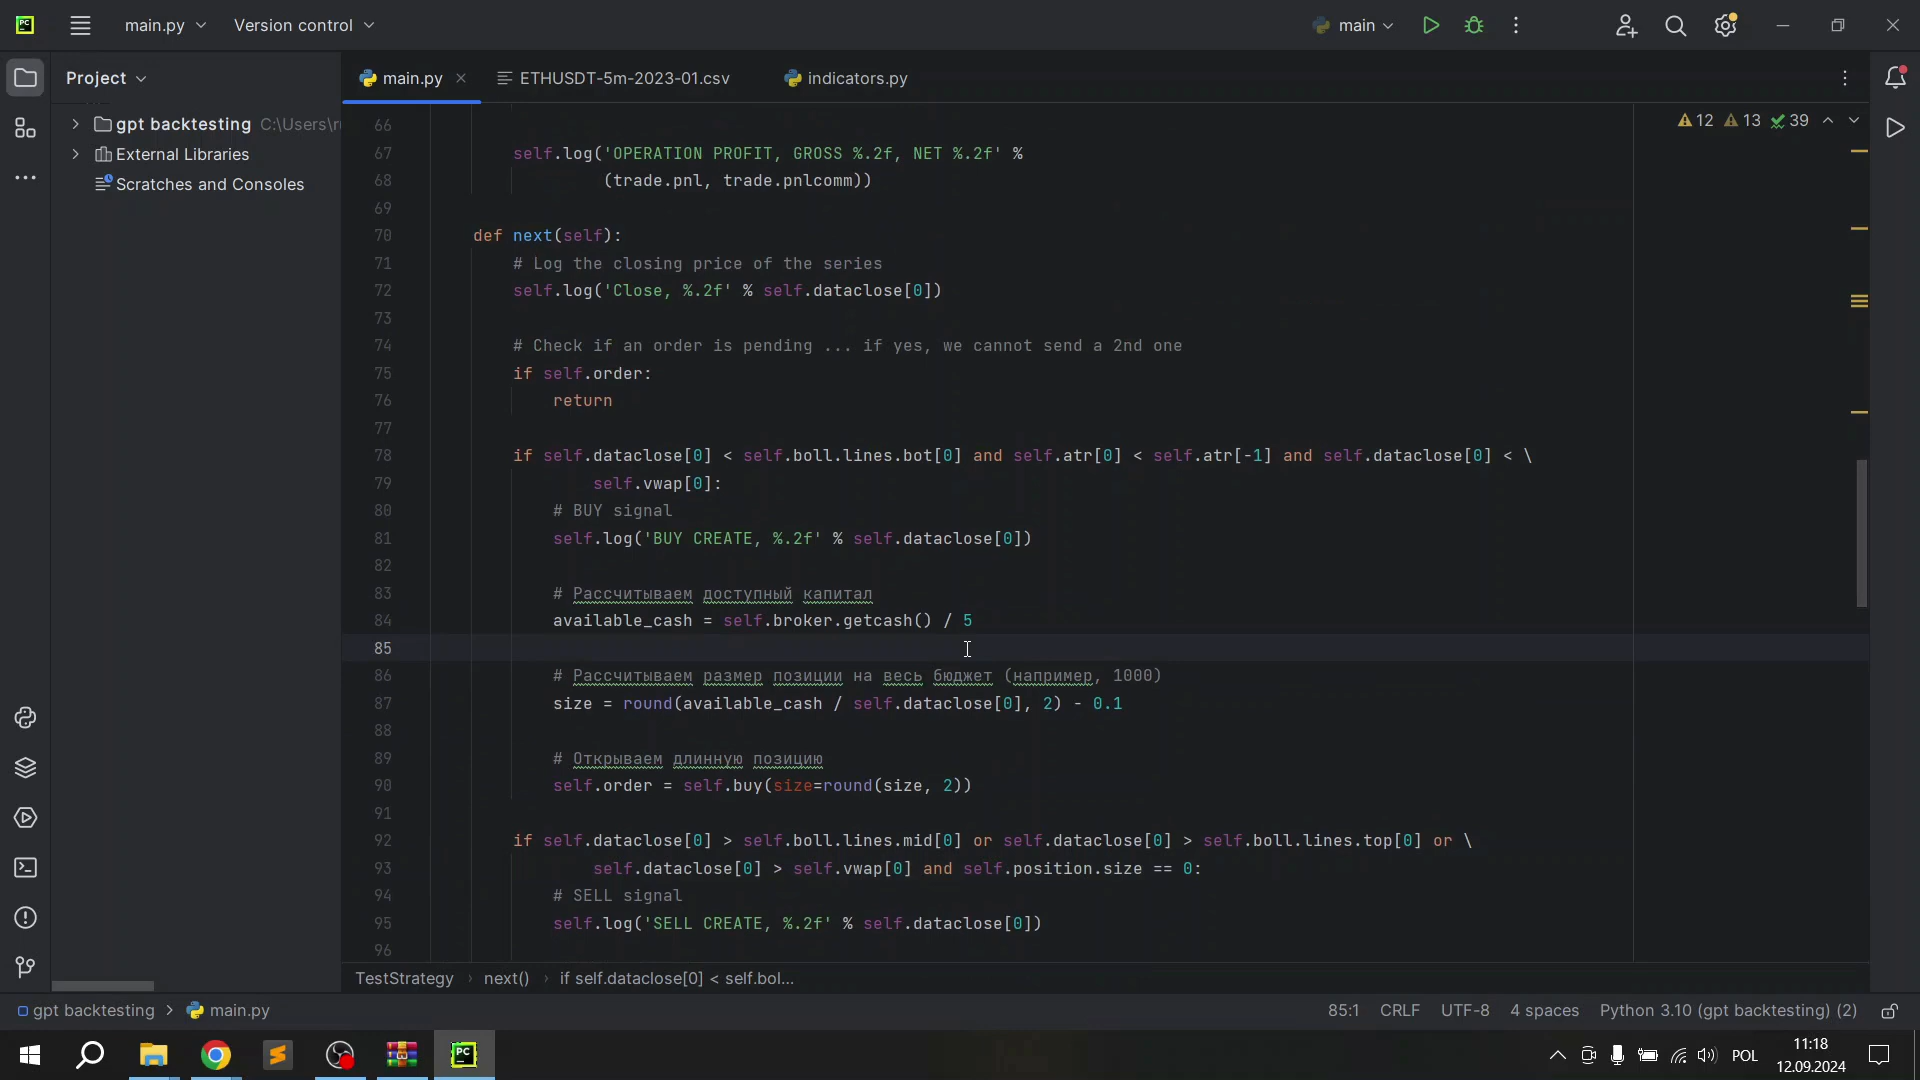 main.py
Version control
main
Project
main.py
ETHUSDT-5m-2023-01.csv
indicators.py
gpt backtesting C:\Users\r
External Libraries
Scratches and Consoles
12 13 39
66
67 self.log('OPERATION PROFIT, GROSS %.2f, NET %.2f' %
68 (trade.pnl, trade.pnlcomm))
69
70 def next(self):
71 # Log the closing price of the series
72 self.log('Close, %.2f' % self.dataclose[0])
73
74 # Check if an order is pending ... if yes, we cannot send a 2nd one
75 if self.order:
76 return
77
78 if self.dataclose[0] < self.boll.lines.bot[0] and self.atr[0] < self.atr[-1] and self.dataclose[0] < \
79 self.vwap[0]:
80 # BUY signal
81 self.log('BUY CREATE, %.2f' % self.dataclose[0])
82
83 # Рассчитываем доступный капитал
84 available_cash = self.broker.getcash() / 5
85
86 # Рассчитываем размер позиции на весь бюджет (например, 1000)
87 size = round(available_cash / self.dataclose[0], 2) - 0.1
88
89 # Открываем длинную позицию
90 self.order = self.buy(size=round(size, 2))
91
92 if self.dataclose[0] > self.boll.lines.mid[0] or self.dataclose[0] > self.boll.lines.top[0] or \
93 self.dataclose[0] > self.vwap[0] and self.position.size == 0:
94 # SELL signal
95 self.log('SELL CREATE, %.2f' % self.dataclose[0])
96
TestStrategy › next() › if self.dataclose[0] < self.bol...
gpt backtesting > main.py
85:1 CRLF UTF-8 4 spaces Python 3.10 (gpt backtesting) (2)
PC
POL
11:18
12.09.2024